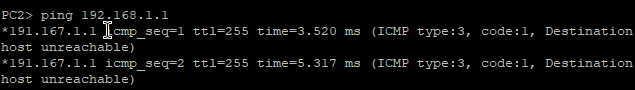 PC2> ping 192.168.1.1
*191.167.1.1 icmp_seq=1 ttl=255 time=3.520 ms (ICMP type:3, code:1, Destination
host unreachable)
*191.167.1.1 icmp_seq=2 ttl=255 time=5.317 ms (ICMP type:3, code:1, Destination
host unreachable)